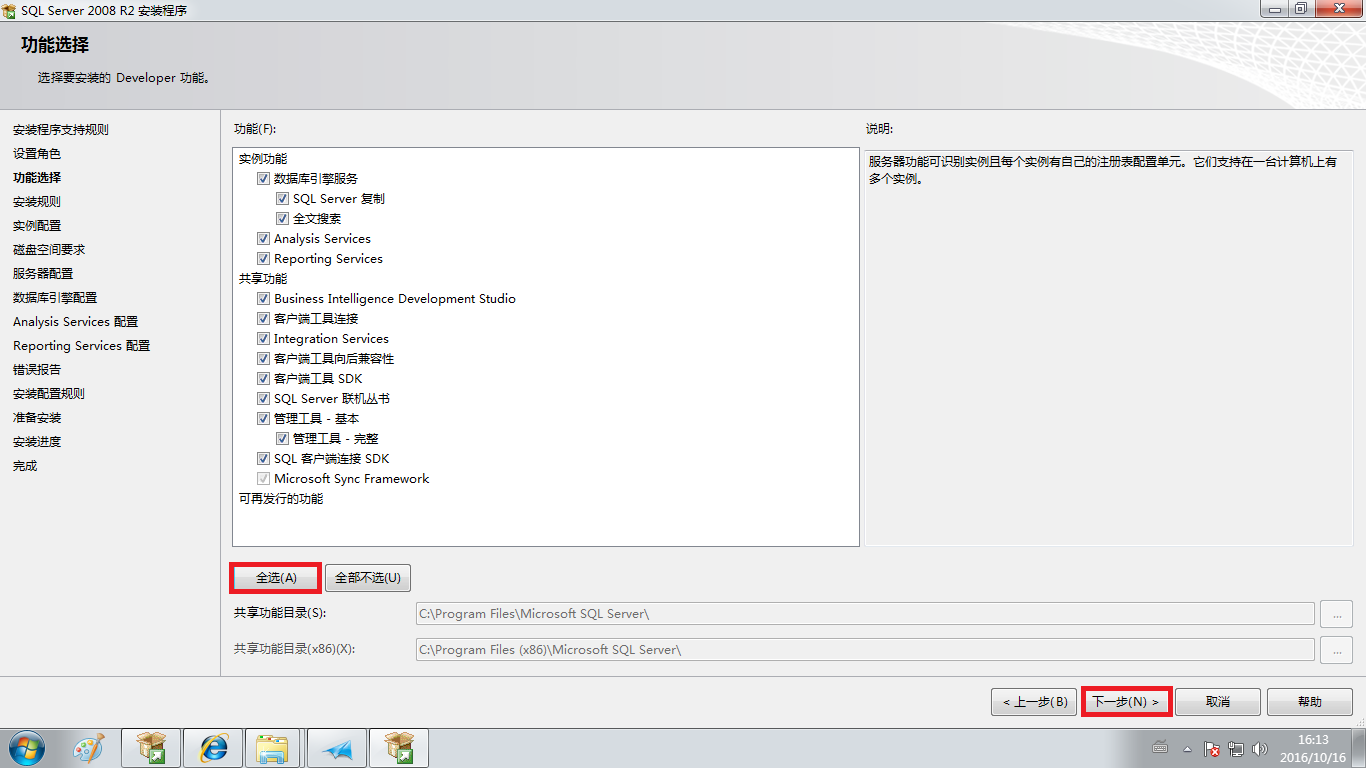 SQL Server 2008 R2 安装程序
功能选择
选择要安装的 Developer 功能。
安装程序支持规则
设置角色
功能选择
安装规则
实例配置
磁盘空间要求
服务器配置
数据库引擎配置
Analysis Services 配置
Reporting Services 配置
错误报告
安装配置规则
准备安装
安装进度
完成
功能(F):
实例功能
数据库引擎服务
SQL Server 复制
全文搜索
Analysis Services
Reporting Services
共享功能
Business Intelligence Development Studio
客户端工具连接
Integration Services
客户端工具向后兼容性
客户端工具 SDK
SQL Server 联机丛书
管理工具 - 基本
管理工具 - 完整
SQL 客户端连接 SDK
Microsoft Sync Framework
可再发行的功能
说明:
服务器功能可识别实例且每个实例有自己的注册表配置单元。它们支持在一台计算机上有
多个实例。
全选(A) 全部不选(U)
共享功能目录(S): C:\Program Files\Microsoft SQL Server\ ...
共享功能目录(x86)(X): C:\Program Files (x86)\Microsoft SQL Server\ ...
< 上一步(B) 下一步(N) > 取消 帮助
16:13
2016/10/16